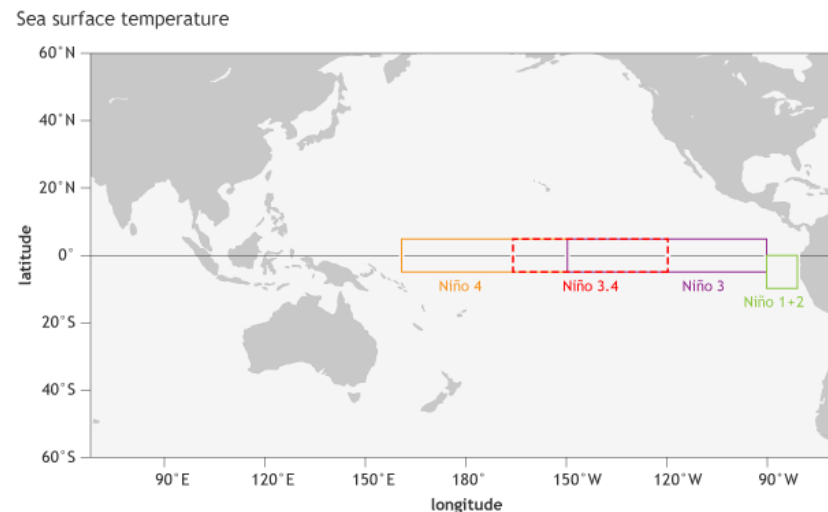 Sea surface temperature
60°N
40°N
20°N
0°
20°S
40°S
60°S
latitude
Niño 4
Niño 3.4
Niño 3
Niño 1+2
90°E
120°E
150°E
180°
150°W
120°W
90°W
longitude